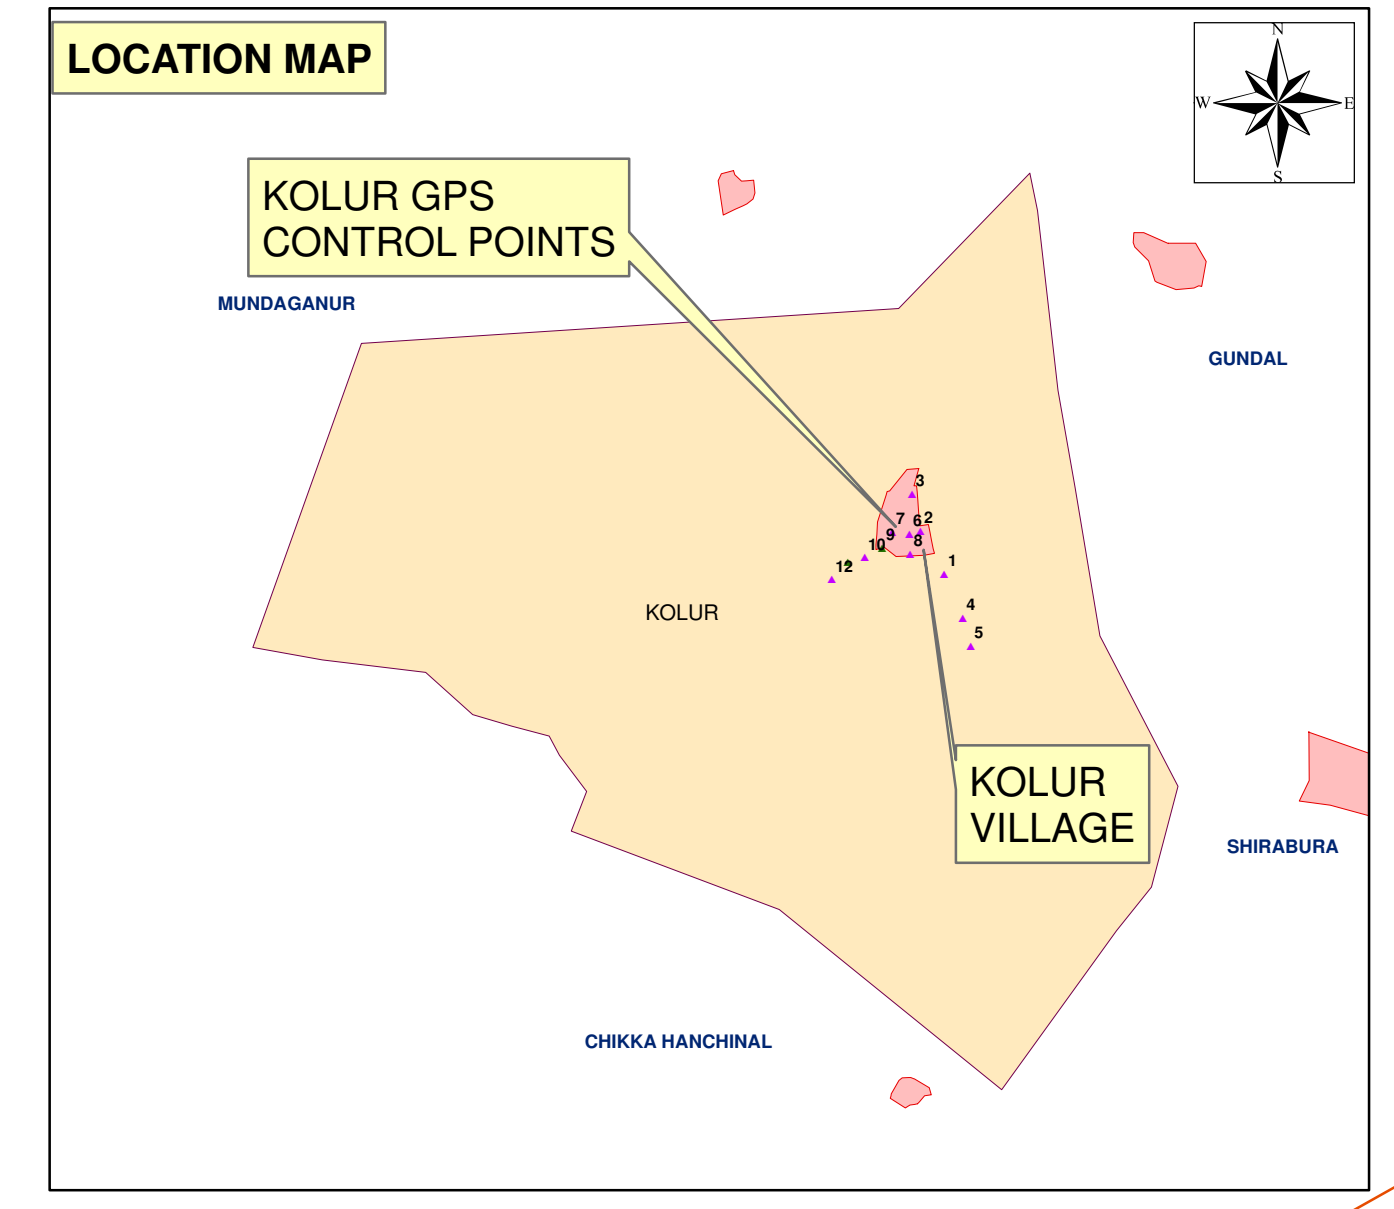 LOCATION MAP
N
W
E
S
KOLUR GPS
CONTROL POINTS
MUNDAGANUR
GUNDAL
3
7
6
2
9
8
10
12
1
KOLUR
4
5
KOLUR
VILLAGE
SHIRABURA
CHIKKA HANCHINAL